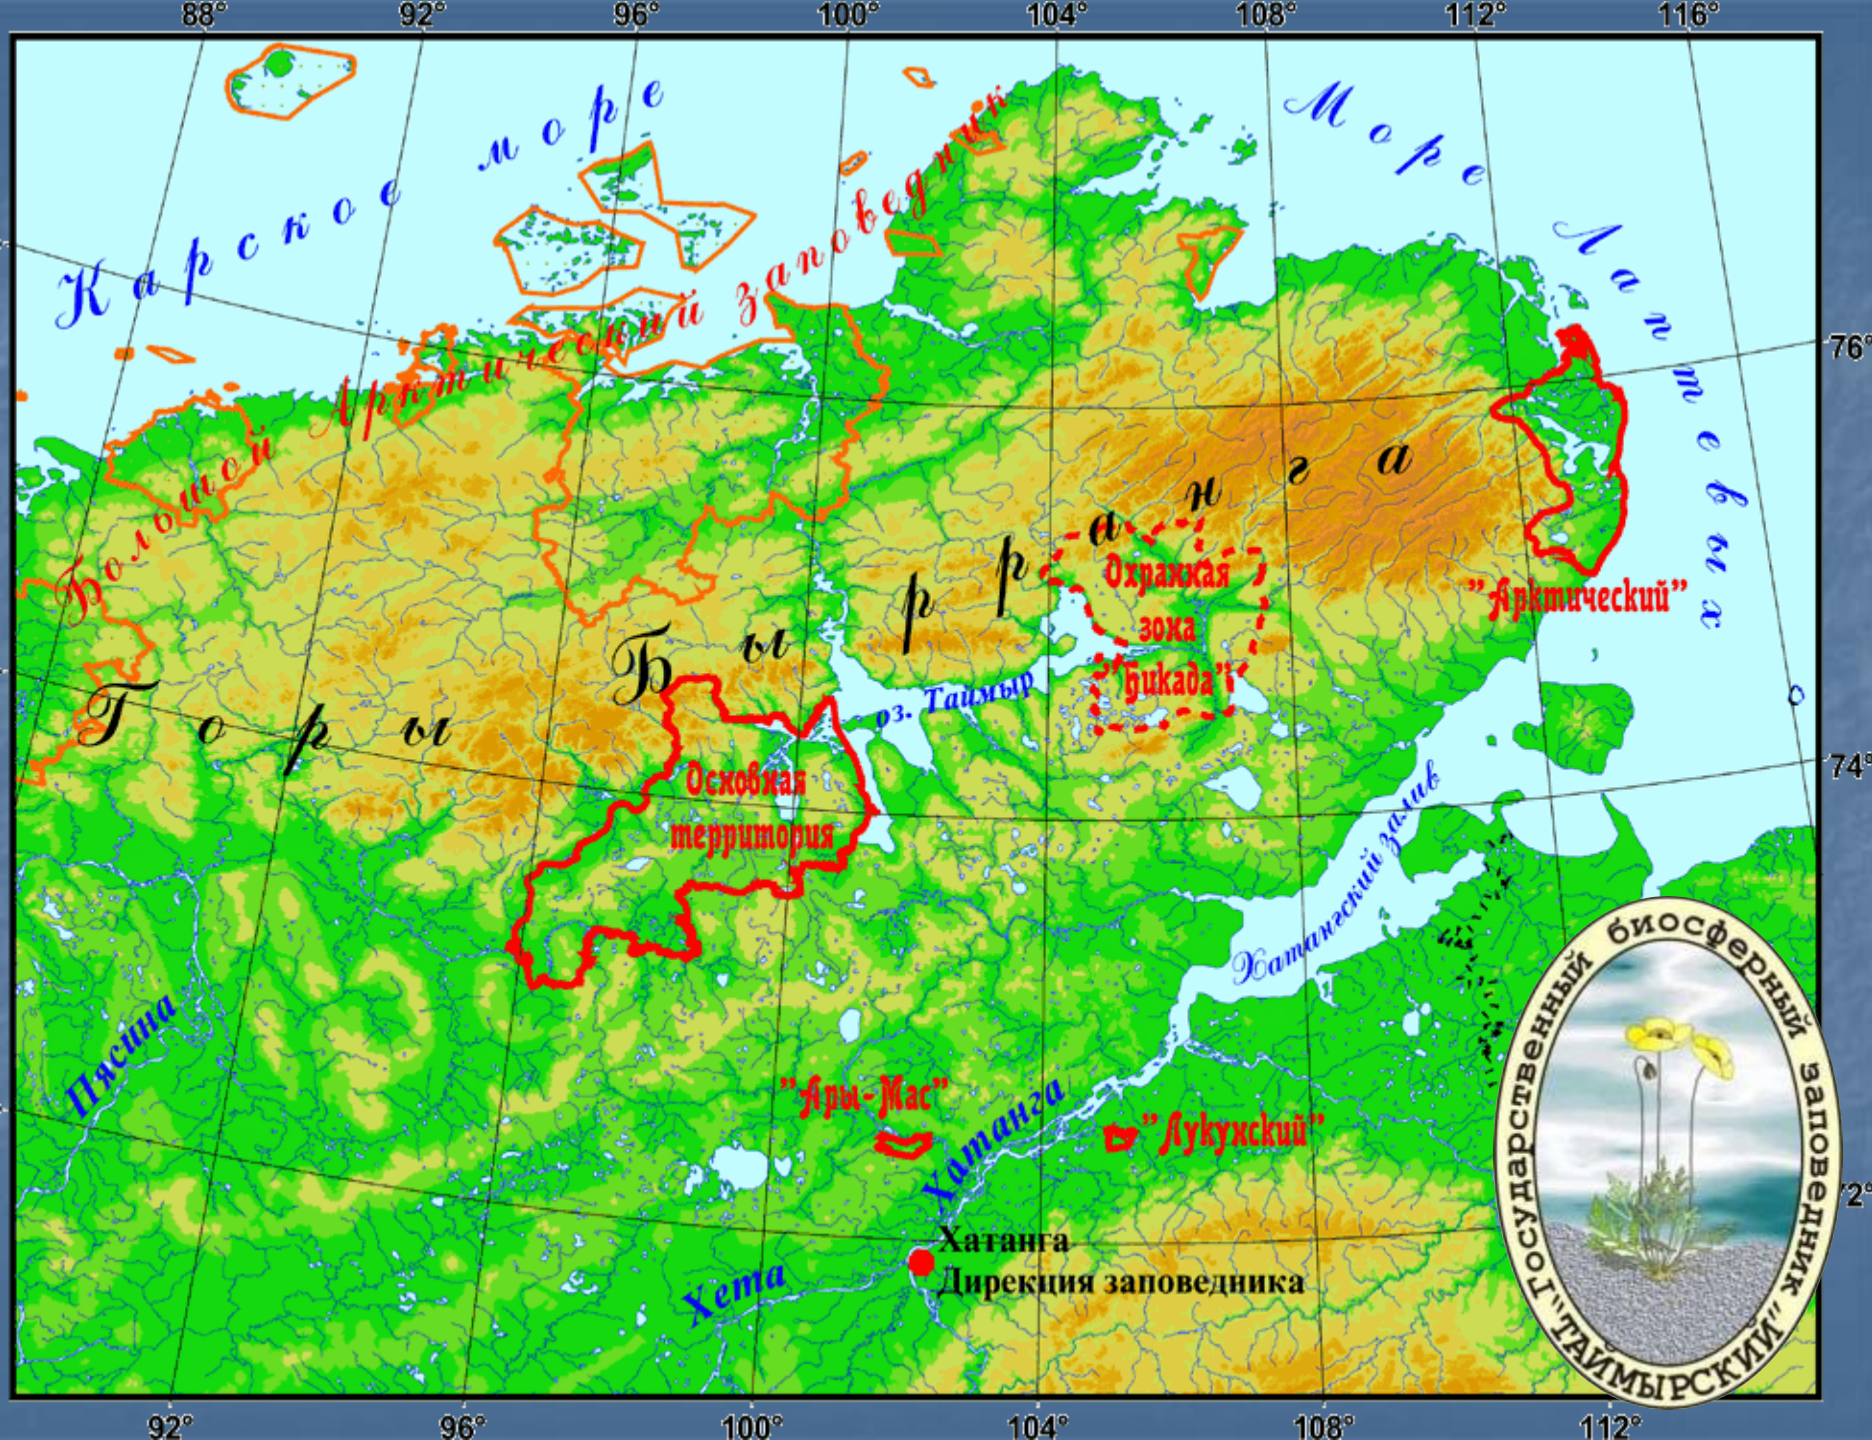 88° 92° 96° 100° 104° 108° 112° 116°
Карское море
Море Лаптевых
Большой Арктический заповедник
76°
Горы Бырранга
Охранная
зона
"Бикада"
"Арктический"
оз. Таймыр
74°
Основная
территория
Хатангский залив
Пясина
"Ары-Мас"
Хатанга
"Лукунский"
72°
Хатанга
Дирекция заповедника
Хета
Государственный биосферный заповедник
"ТАЙМЫРСКИЙ"
92° 96° 100° 104° 108° 112°